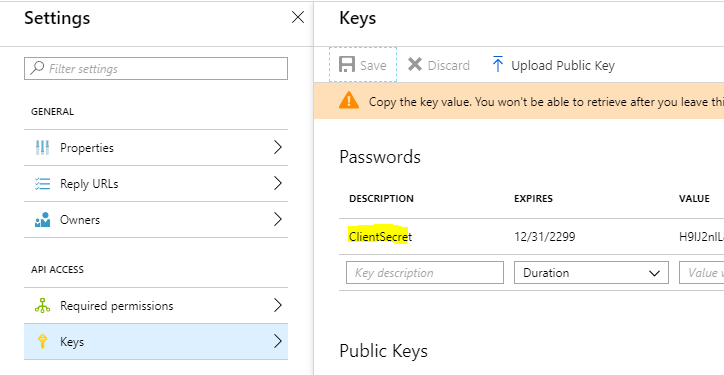 Settings
Filter settings
GENERAL
Properties
Reply URLs
Owners
API ACCESS
Required permissions
Keys
Keys
Save Discard Upload Public Key
Copy the key value. You won't be able to retrieve after you leave thi
Passwords
DESCRIPTION EXPIRES VALUE
ClientSecret 12/31/2299
Key description Duration Value
Public Keys